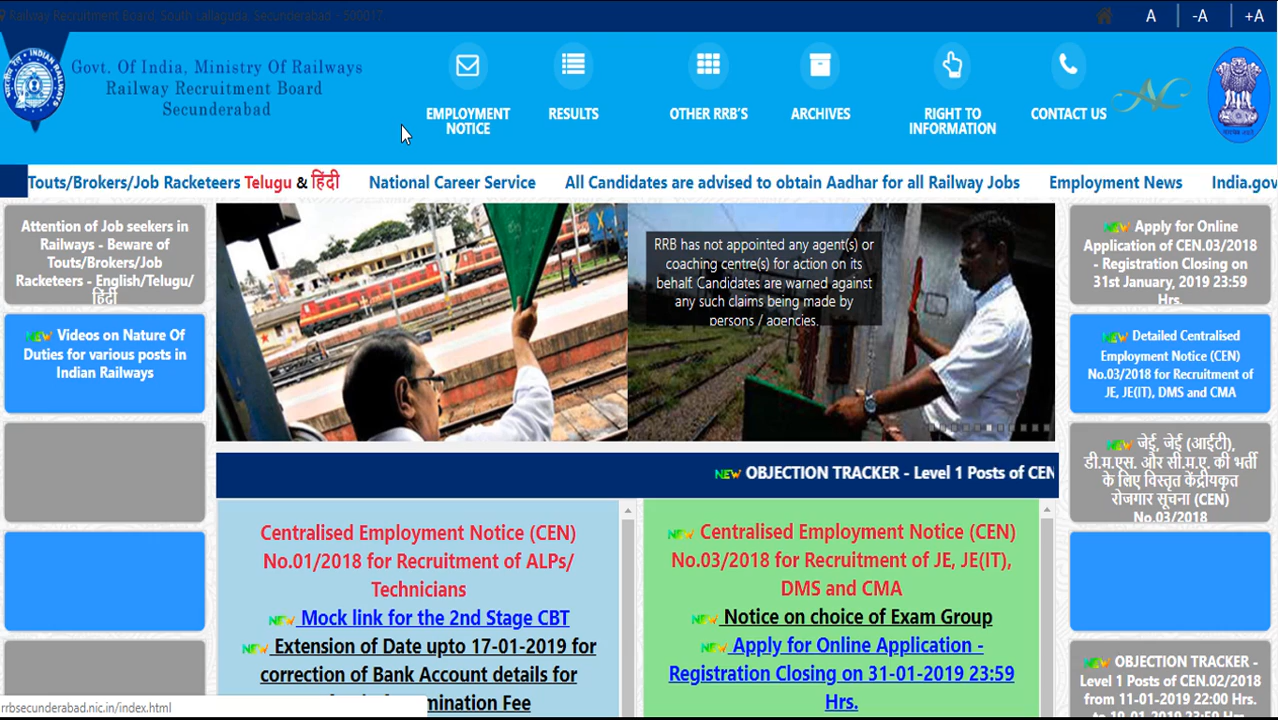 Railway Recruitment Board, South Lallaguda, Secunderabad - 500017
A
-A
+A
INDIAN RAILWAYS
Govt. Of India, Ministry Of Railways
Railway Recruitment Board
Secunderabad
EMPLOYMENT
NOTICE
RESULTS
OTHER RRB'S
ARCHIVES
RIGHT TO
INFORMATION
CONTACT US
AC
Touts/Brokers/Job Racketeers Telugu & हिंदी
National Career Service
All Candidates are advised to obtain Aadhar for all Railway Jobs
Employment News
India.gov
Attention of Job seekers in
Railways - Beware of
Touts/Brokers/Job
Racketeers - English/Telugu/
हिंदी
NEW Videos on Nature Of
Duties for various posts in
Indian Railways
RRB has not appointed any agent(s) or
coaching centre(s) for action on its
behalf. Candidates are warned against
any such claims being made by
persons / agencies.
NEW Apply for Online
Application of CEN.03/2018
- Registration Closing on
31st January, 2019 23:59
Hrs.
NEW Detailed Centralised
Employment Notice (CEN)
No.03/2018 for Recruitment of
JE, JE(IT), DMS and CMA
NEW जेई, जेई (आईटी),
डी.म.एस. और सी.म.ए. की भर्ती
के लिए विस्तृत केंद्रीयकृत
रोजगार सूचना (CEN)
No.03/2018
NEW OBJECTION TRACKER - Level 1 Posts of CEN
Centralised Employment Notice (CEN)
No.01/2018 for Recruitment of ALPs/
Technicians
NEW Mock link for the 2nd Stage CBT
NEW Extension of Date upto 17-01-2019 for
correction of Bank Account details for
mination Fee
NEW Centralised Employment Notice (CEN)
No.03/2018 for Recruitment of JE, JE(IT),
DMS and CMA
NEW Notice on choice of Exam Group
NEW Apply for Online Application -
Registration Closing on 31-01-2019 23:59
Hrs.
NEW OBJECTION TRACKER -
Level 1 Posts of CEN.02/2018
from 11-01-2019 22:00 Hrs.
rrbsecunderabad.nic.in/index.html